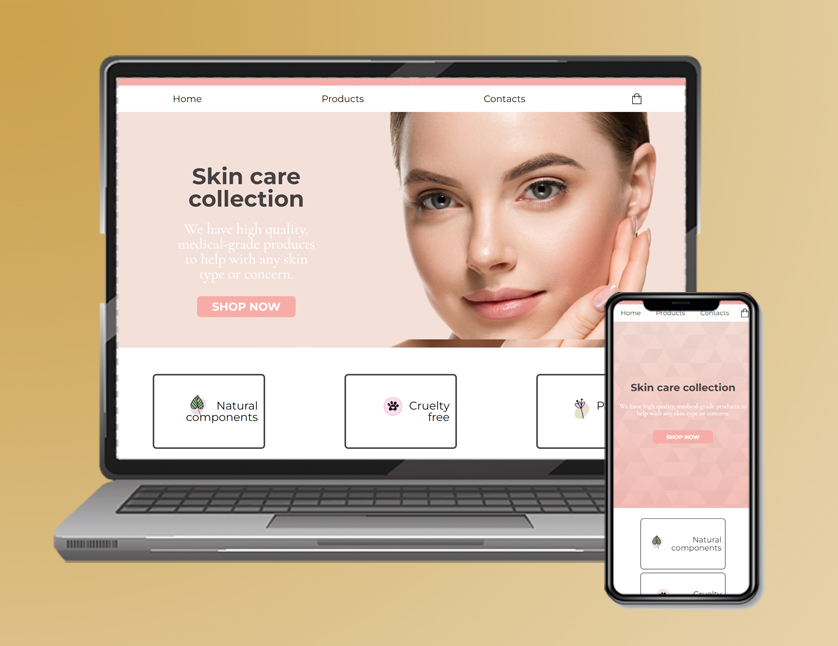 Home Products Contacts
Skin care
collection
We have high quality,
medical-grade products
to help with any skin
type or concern.
SHOP NOW
Natural
components
Cruelty
free
P
Home Products Contacts
Skin care collection
We have high quality, medical-grade products to
help with any skin type or concern.
SHOP NOW
Natural
components
Cruelty